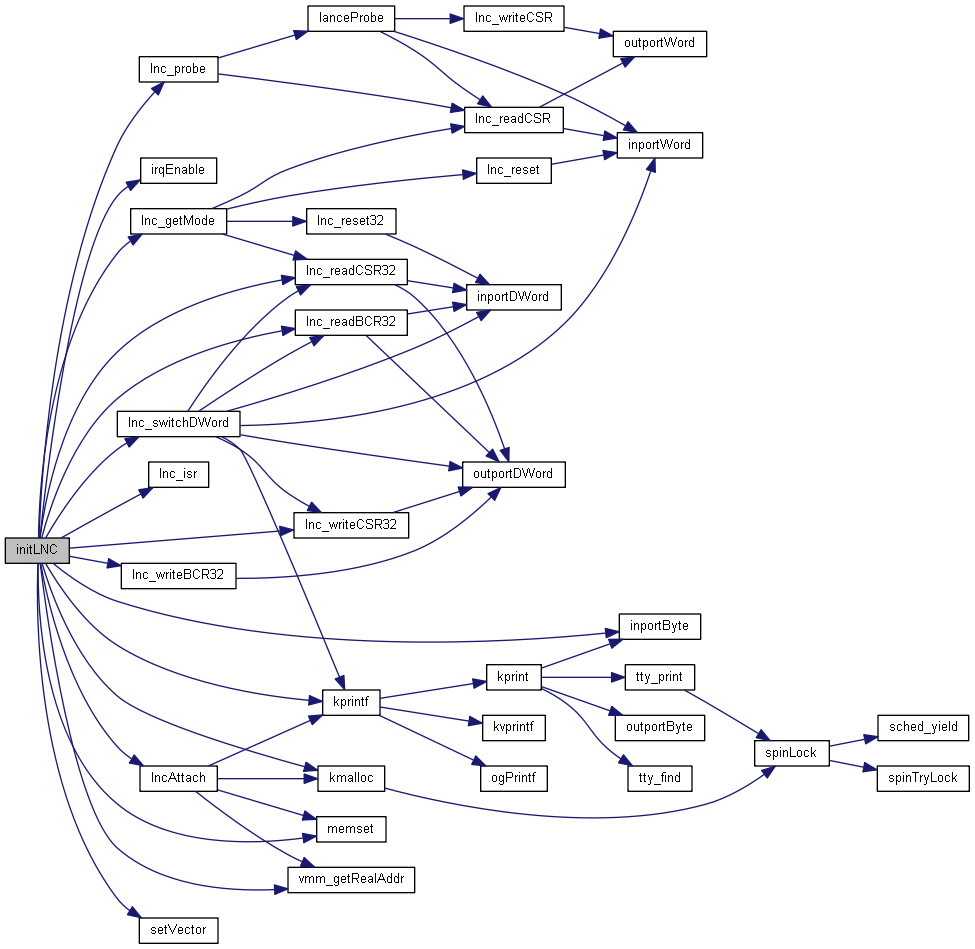 lanceProbe
lnc_writeCSR
outportWord
lnc_probe
lnc_readCSR
inportWord
irqEnable
lnc_reset
lnc_getMode
lnc_reset32
lnc_readCSR32
inportDWord
lnc_readBCR32
lnc_switchDWord
lnc_isr
outportDWord
lnc_writeCSR32
initLNC
lnc_writeBCR32
inportByte
kprint
tty_print
kprintf
kvprintf
outportByte
sched_yield
spinLock
lncAttach
kmalloc
ogPrintf
tty_find
spinTryLock
memset
vmm_getRealAddr
setVector